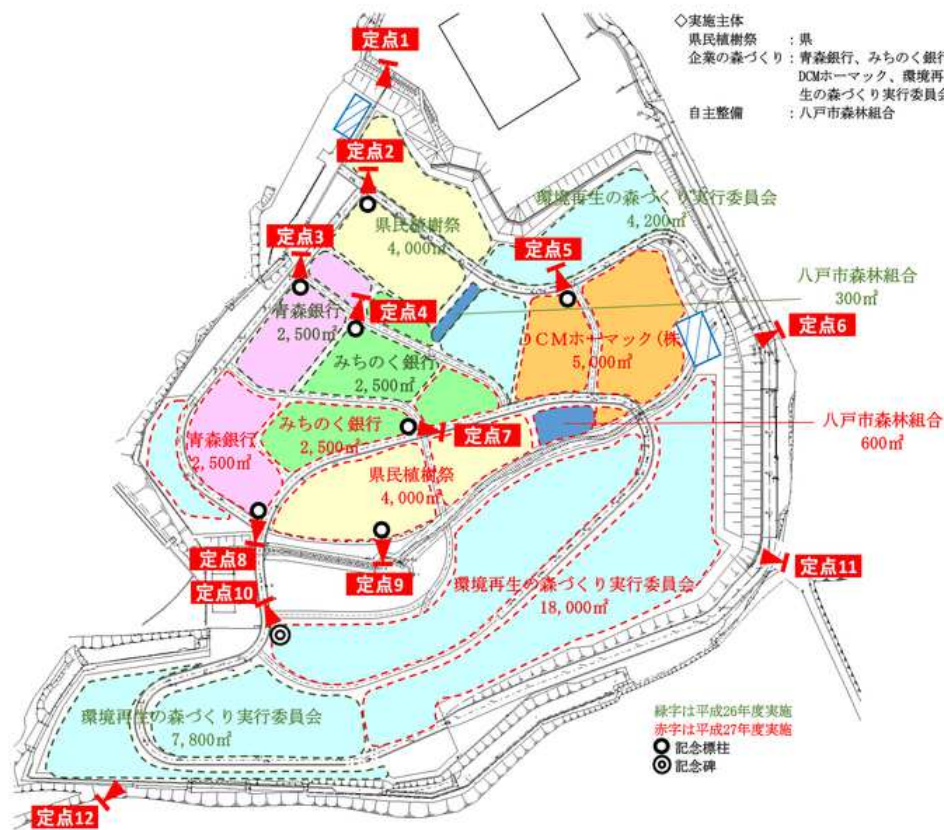 ◇実施主体
県民植樹祭 : 県
企業の森づくり : 青森銀行、みちのく銀行
DCMホーマック、環境再
生の森づくり実行委員会
自主整備 : 八戸市森林組合
定点1
定点2
県民植樹祭
4,000㎡
環境再生の森づくり実行委員会
4,200㎡
定点3
定点5
八戸市森林組合
300㎡
青森銀行
2,500㎡
定点4
定点6
DCMホーマック(株
5,000㎡
みちのく銀行
2,500㎡
八戸市森林組合
600㎡
みちのく銀行
2,500㎡
定点7
青森銀行
2,500㎡
県民植樹祭
4,000㎡
定点8
定点9
定点11
定点10
環境再生の森づくり実行委員会
18,000㎡
環境再生の森づくり実行委員会
7,800㎡
緑字は平成26年度実施
赤字は平成27年度実施
記念標柱
記念碑
定点12